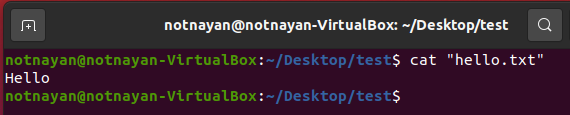 notnayan@notnayan-VirtualBox: ~/Desktop/test
notnayan@notnayan-VirtualBox:~/Desktop/test$ cat "hello.txt"
Hello
notnayan@notnayan-VirtualBox:~/Desktop/test$